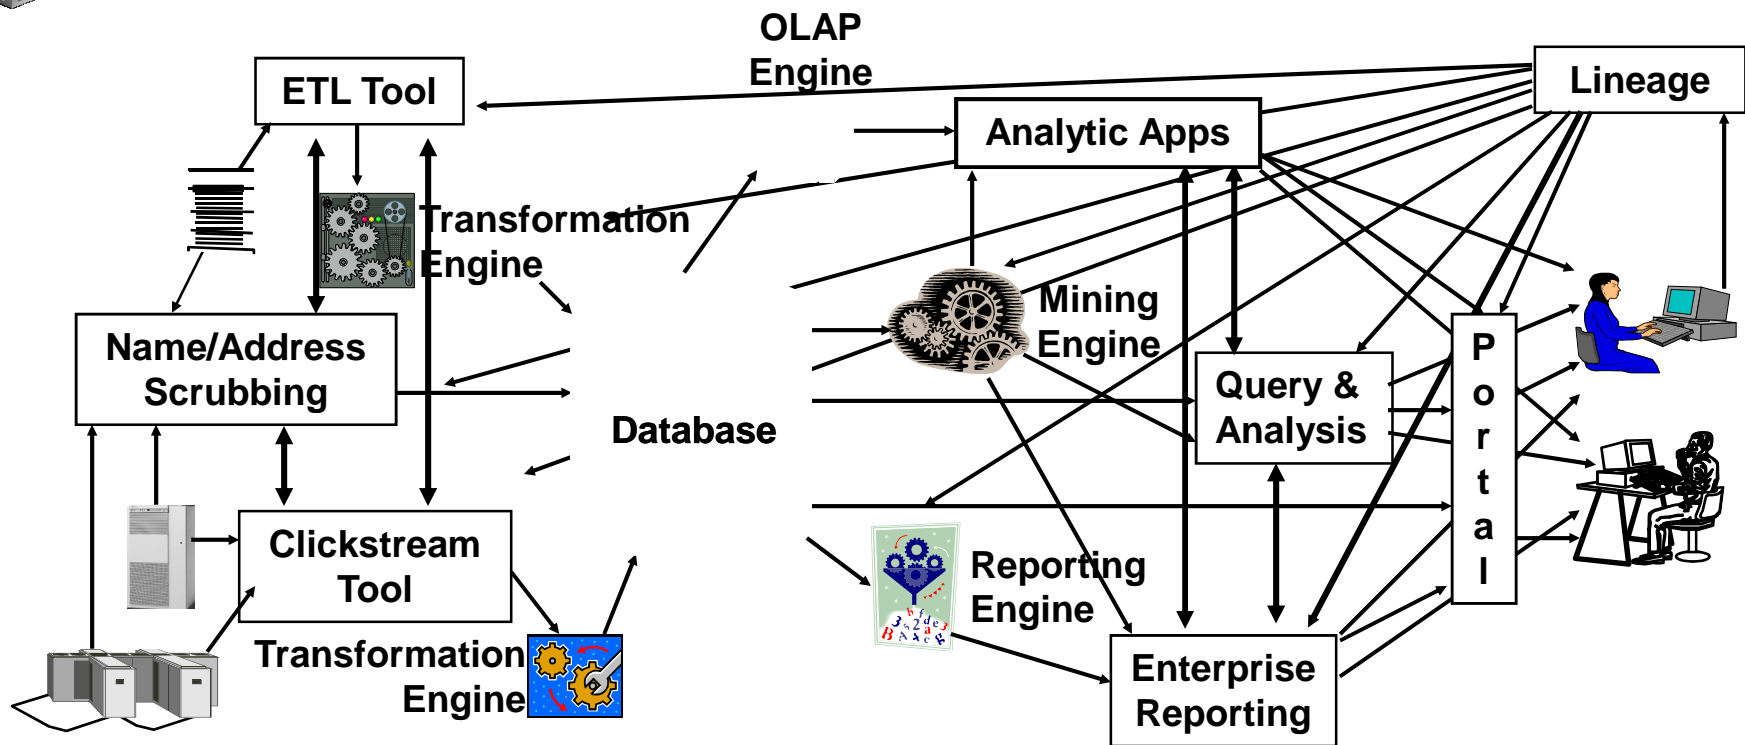 OLAP
Engine
ETL Tool
Lineage
Analytic Apps
Transformation
Engine
Mining
Engine
Name/Address
Scrubbing
Query &
Analysis
Database
P
o
r
t
a
l
Clickstream
Tool
Reporting
Engine
Transformation
Engine
Enterprise
Reporting